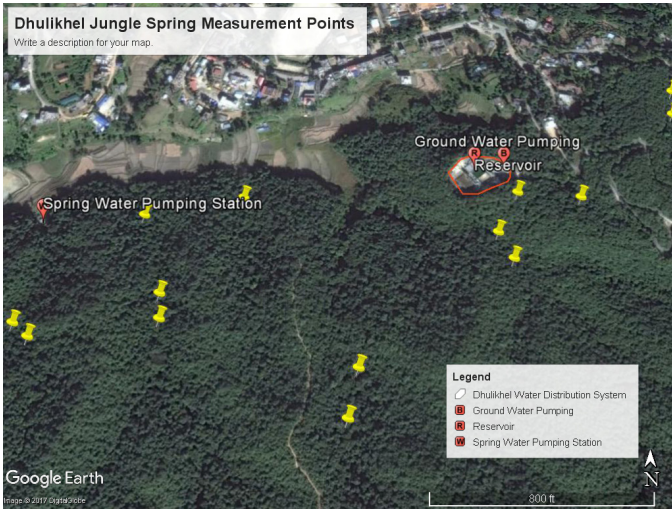 Dhulikhel Jungle Spring Measurement Points
Write a description for your map.
Ground Water Pumping
R B
Reservoir
Spring Water Pumping Station
Legend
Dhulikhel Water Distribution System
B Ground Water Pumping
R Reservoir
W Spring Water Pumping Station
N
Google Earth
Image © 2017 DigitalGlobe
800 ft